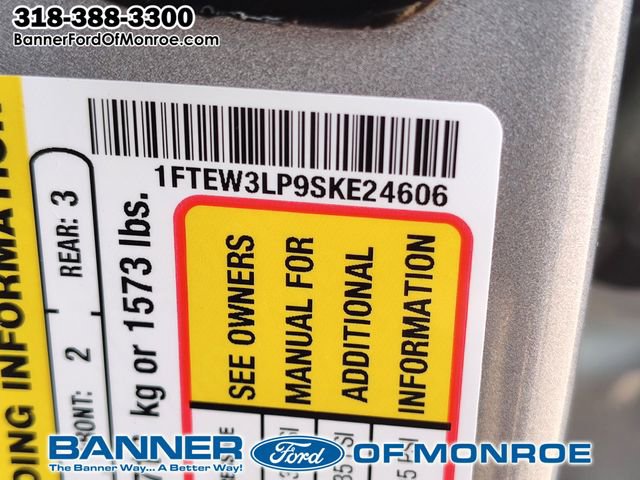 318-388-3300
BannerFordOfMonroe.com
1FTEW3LP9SKE24606
REAR: 3
2
kg or 1573 lbs.
SEE OWNERS
MANUAL FOR
ADDITIONAL
INFORMATION
BANNER Ford OF MONROE
The Banner Way... A Better Way!